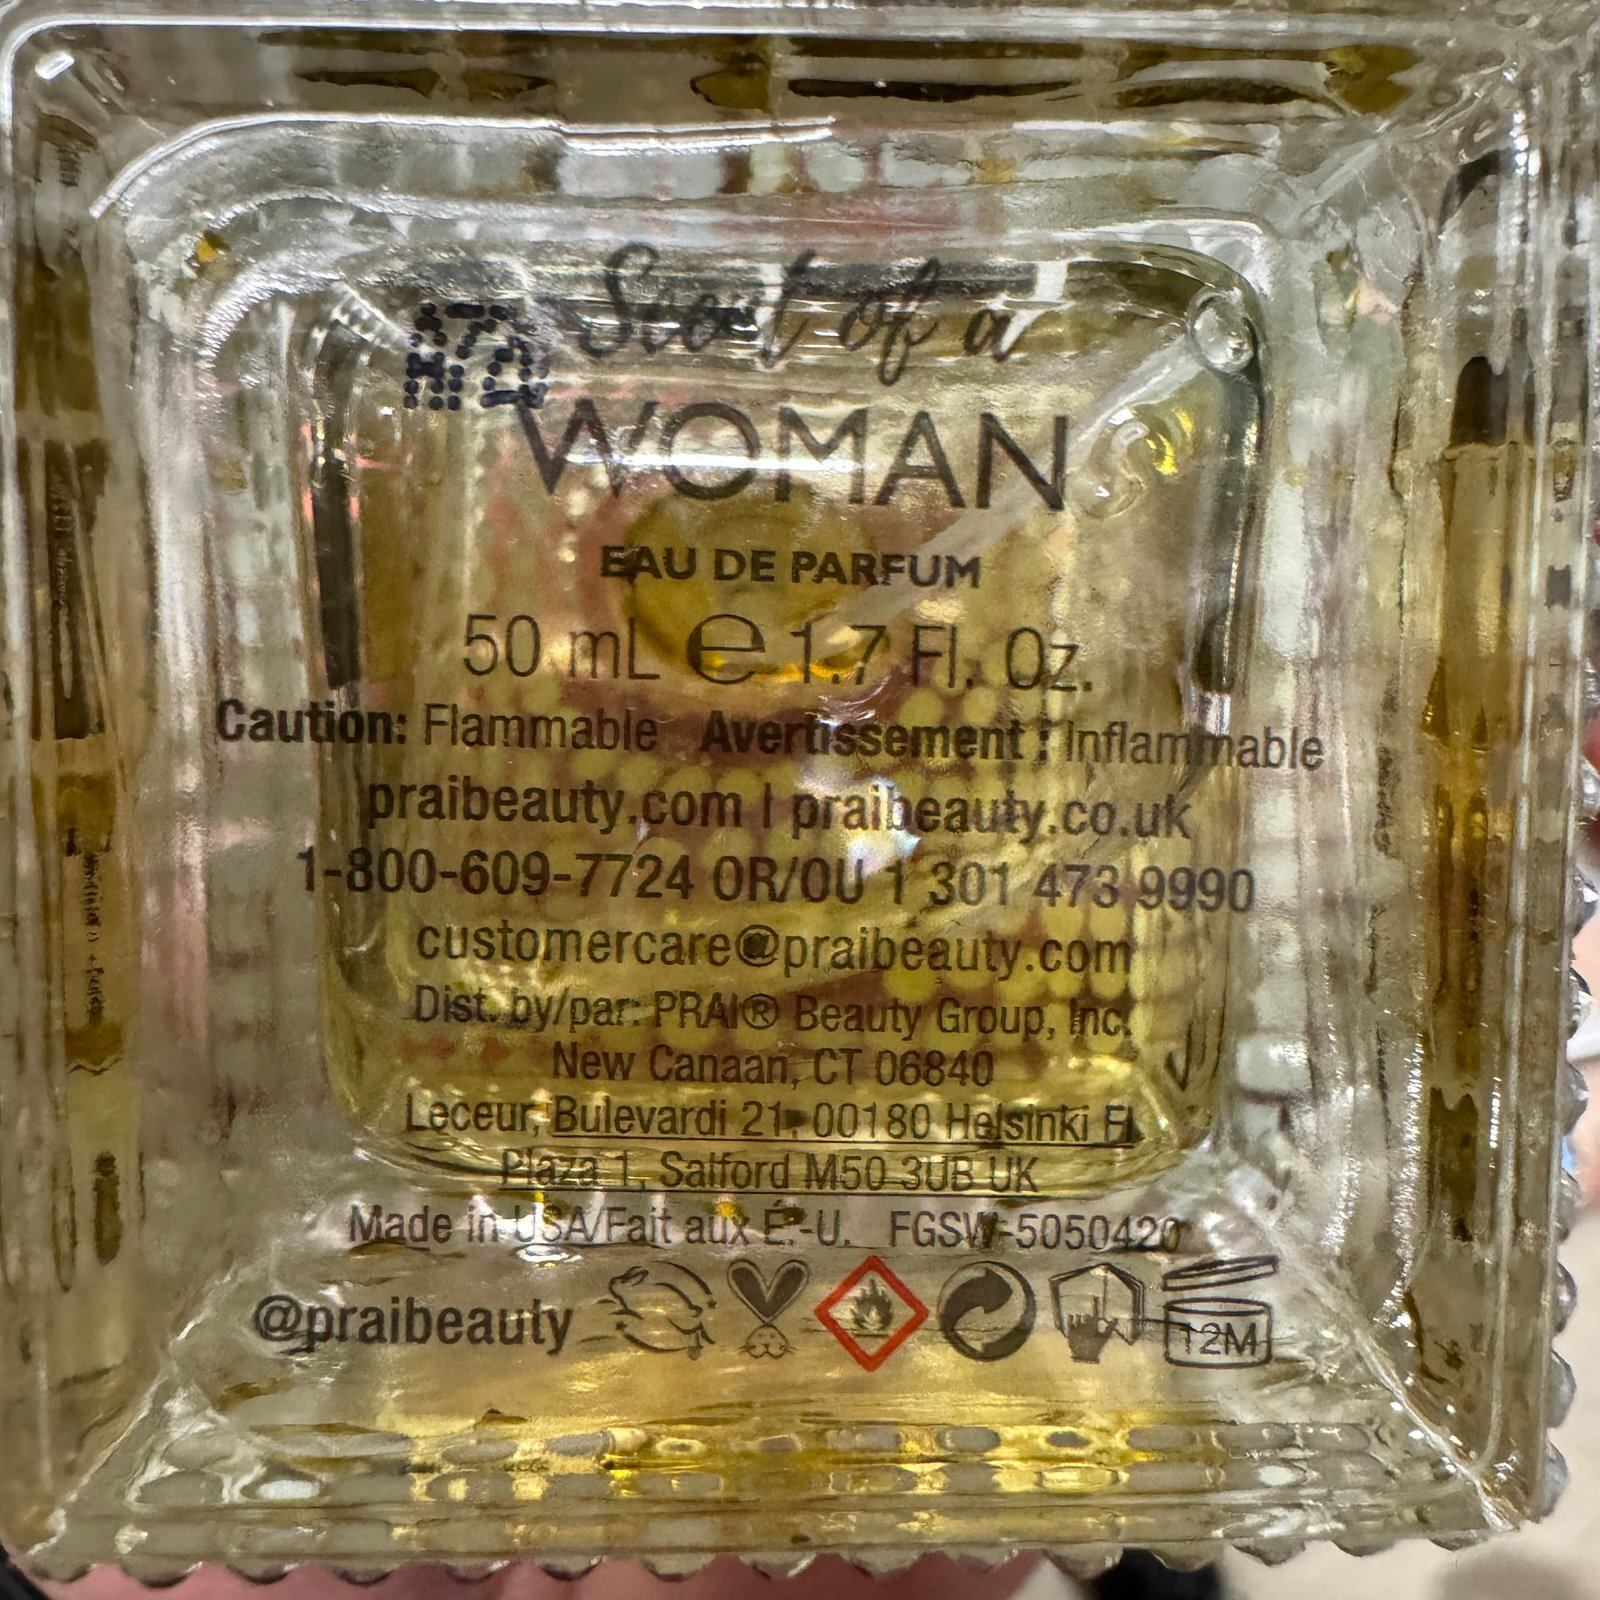 Scent of a
WOMAN
EAU DE PARFUM
50 mL e 1.7 Fl. Oz.
Caution: Flammable Avertissement : Inflammable
praibeauty.com | praibeauty.co.uk
1-800-609-7724 OR/OU 1 301 473 9990
customercare@praibeauty.com
Dist. by/par: PRAI® Beauty Group, Inc.
New Canaan, CT 06840
Leceur, Bulevardi 21, 00180 Helsinki FI
Plaza 1, Salford M50 3UB UK
Made in USA/Fait aux É.-U. FGSW-5050420
@praibeauty 12M